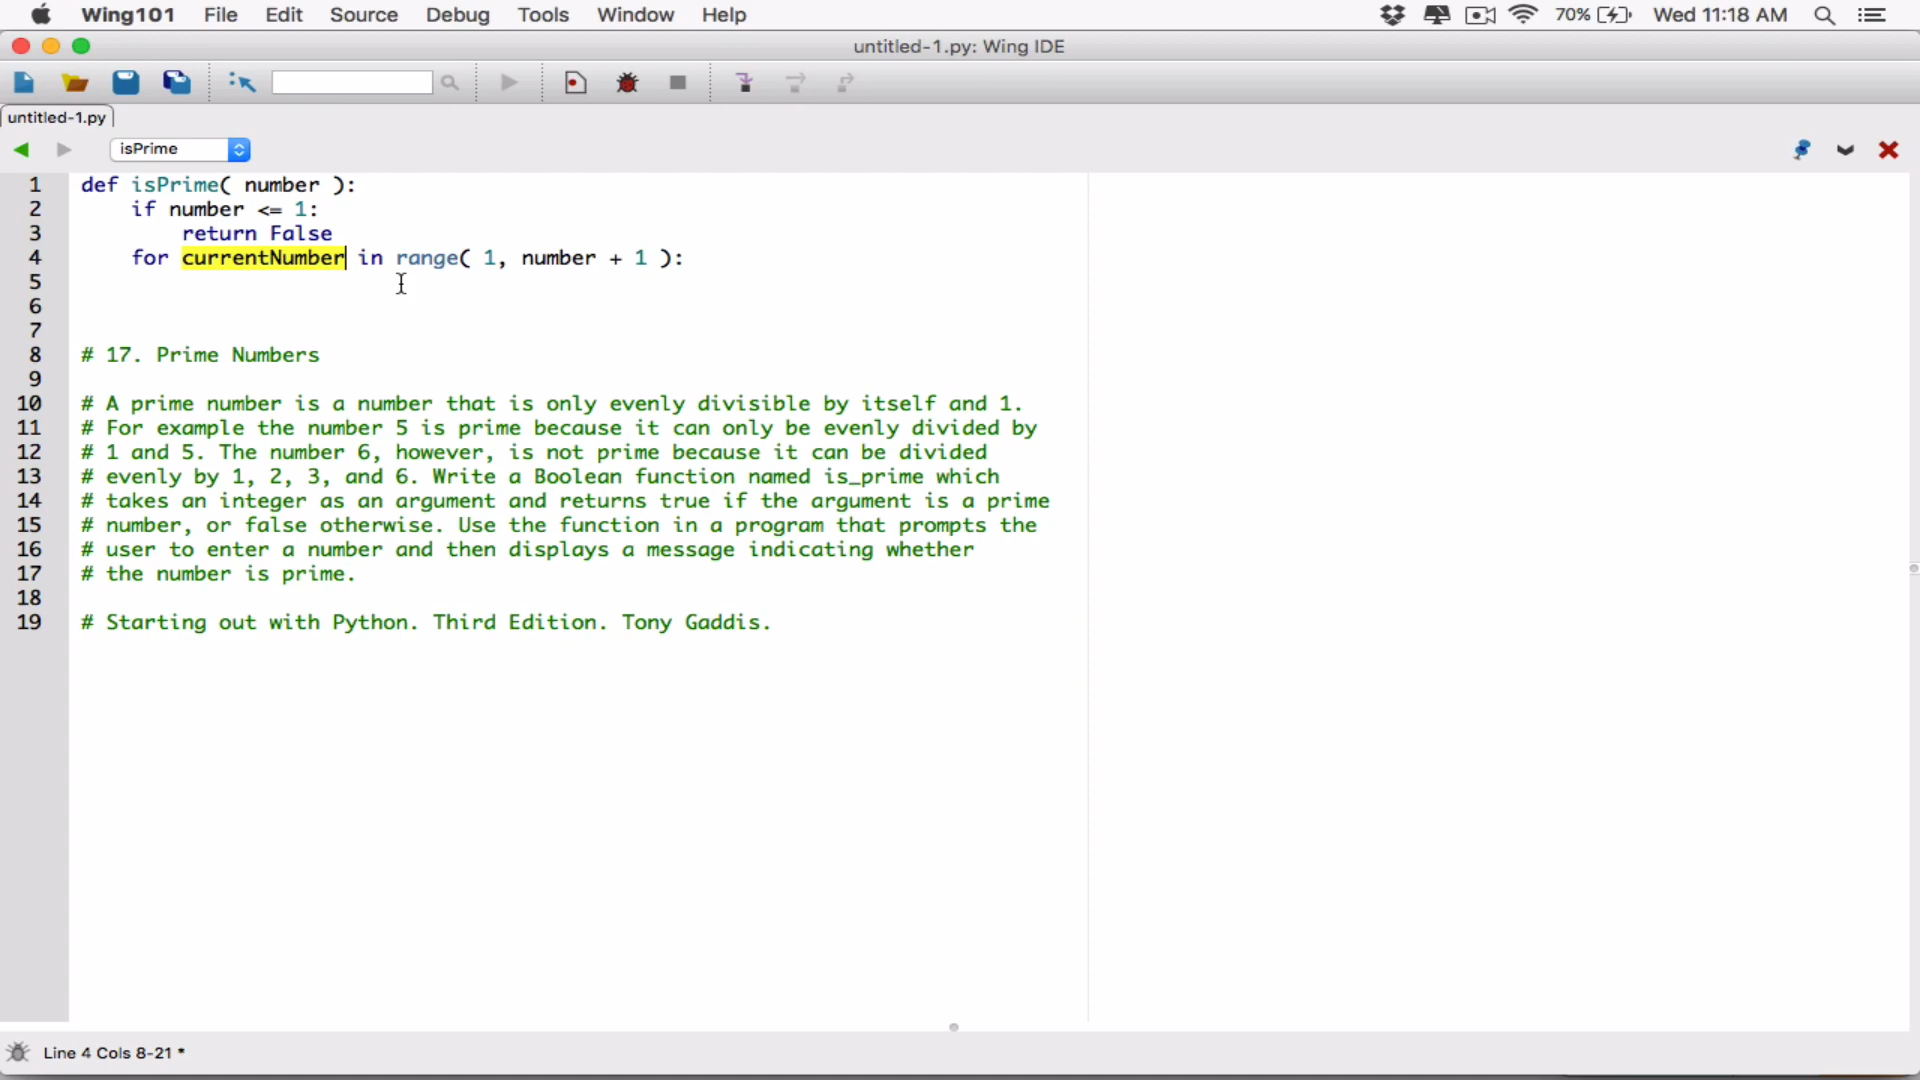 Wing101 File Edit Source Debug Tools Window Help 70% Wed 11:18 AM
untitled-1.py: Wing IDE
untitled-1.py
isPrime
1 def isPrime( number ):
2 if number <= 1:
3 return False
4 for currentNumber in range( 1, number + 1 ):
5
6
7
8 # 17. Prime Numbers
9
10 # A prime number is a number that is only evenly divisible by itself and 1.
11 # For example the number 5 is prime because it can only be evenly divided by
12 # 1 and 5. The number 6, however, is not prime because it can be divided
13 # evenly by 1, 2, 3, and 6. Write a Boolean function named is_prime which
14 # takes an integer as an argument and returns true if the argument is a prime
15 # number, or false otherwise. Use the function in a program that prompts the
16 # user to enter a number and then displays a message indicating whether
17 # the number is prime.
18
19 # Starting out with Python. Third Edition. Tony Gaddis.
Line 4 Cols 8-21 *